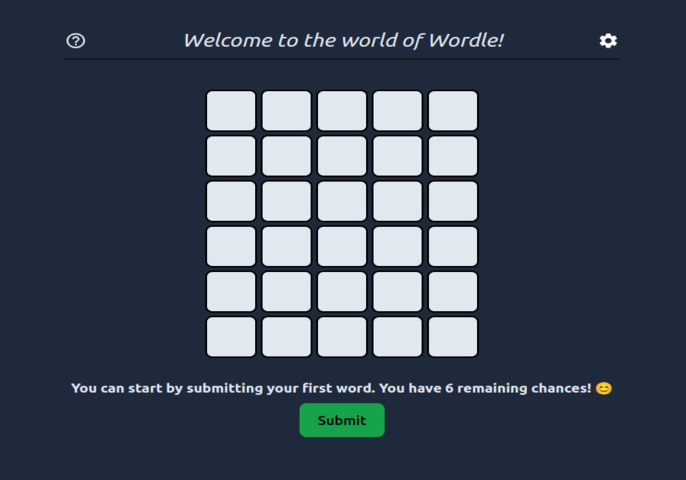 Welcome to the world of Wordle!
You can start by submitting your first word. You have 6 remaining chances! 😊
Submit